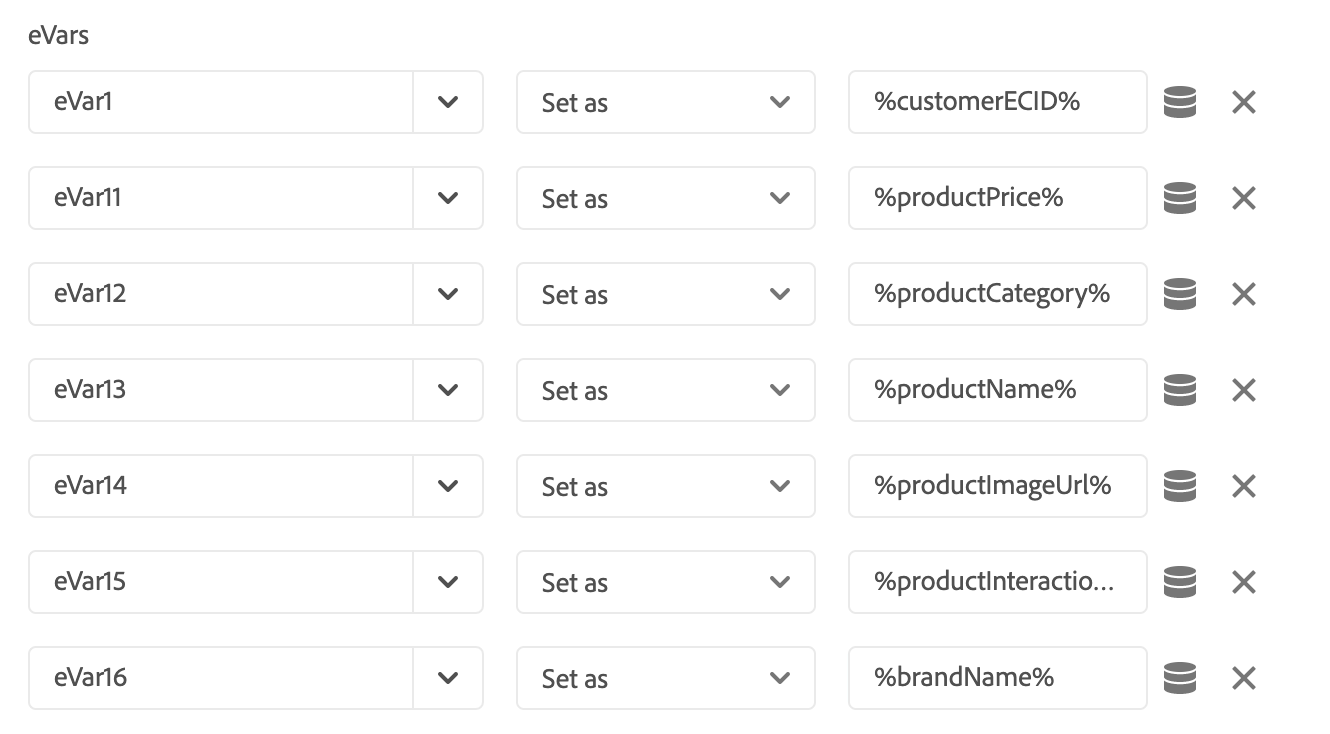 eVars
eVar1 Set as %customerECID%
eVar11 Set as %productPrice%
eVar12 Set as %productCategory%
eVar13 Set as %productName%
eVar14 Set as %productImageUrl%
eVar15 Set as %productInteractio...
eVar16 Set as %brandName%